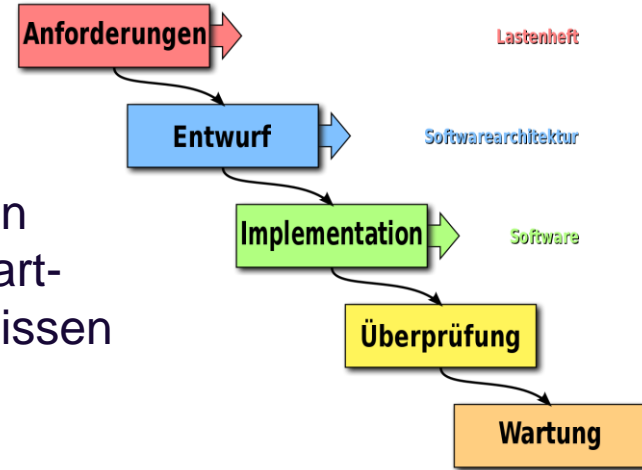 Anforderungen
Lastenheft
Entwurf
Softwarearchitektur
n
art-
issen
Implementation
Software
Überprüfung
Wartung